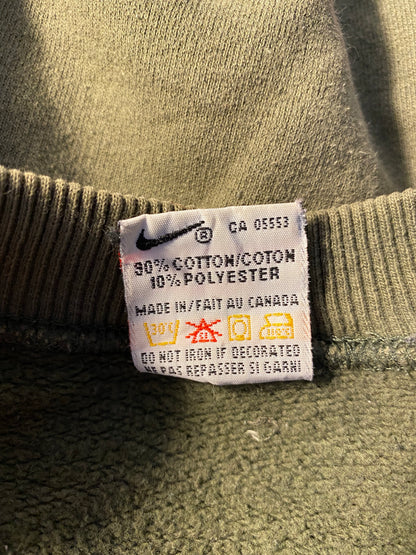 ® CA 05553
90% COTTON/COTON
10% POLYESTER
MADE IN/FAIT AU CANADA
DO NOT IRON IF DECORATED
NE PAS REPASSER SI GARNI